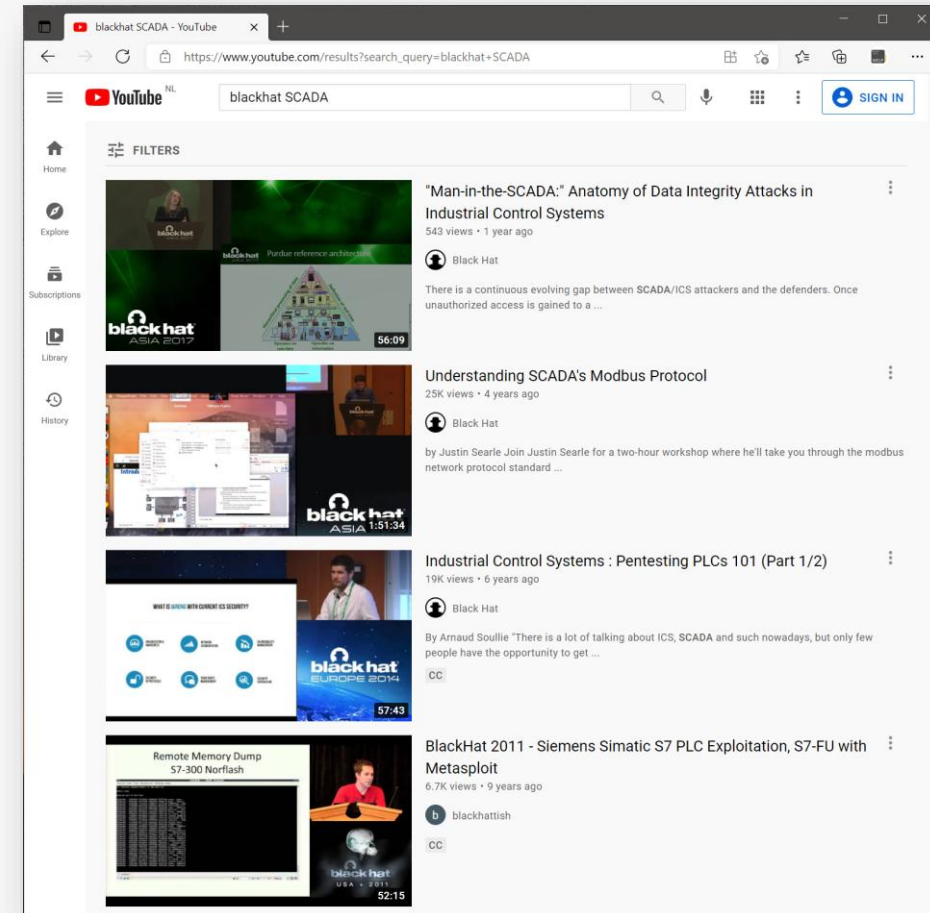 blackhat SCADA - YouTube
https://www.youtube.com/results?search_query=blackhat+SCADA
YouTube NL
blackhat SCADA
SIGN IN
Home
Explore
Subscriptions
Library
History
FILTERS
black hat
ASIA 2017
black hat Purdue reference architecture
black hat
ASIA 2017
56:09
"Man-in-the-SCADA:" Anatomy of Data Integrity Attacks in
Industrial Control Systems
543 views • 1 year ago
Black Hat
There is a continuous evolving gap between SCADA/ICS attackers and the defenders. Once
unauthorized access is gained to a ...
black hat
ASIA
1:51:34
Understanding SCADA's Modbus Protocol
25K views • 4 years ago
Black Hat
by Justin Searle Join Justin Searle for a two-hour workshop where he'll take you through the modbus
network protocol standard ...
WHAT IS WRONG WITH CURRENT ICS SECURITY?
black hat
EUROPE 2014
57:43
Industrial Control Systems : Pentesting PLCs 101 (Part 1/2)
19K views • 6 years ago
Black Hat
By Arnaud Soullie "There is a lot of talking about ICS, SCADA and such nowadays, but only few
people have the opportunity to get ...
CC
Remote Memory Dump
S7-300 Norflash
black hat
USA + 2011
52:15
BlackHat 2011 - Siemens Simatic S7 PLC Exploitation, S7-FU with
Metasploit
6.7K views • 9 years ago
b blackhattish
CC